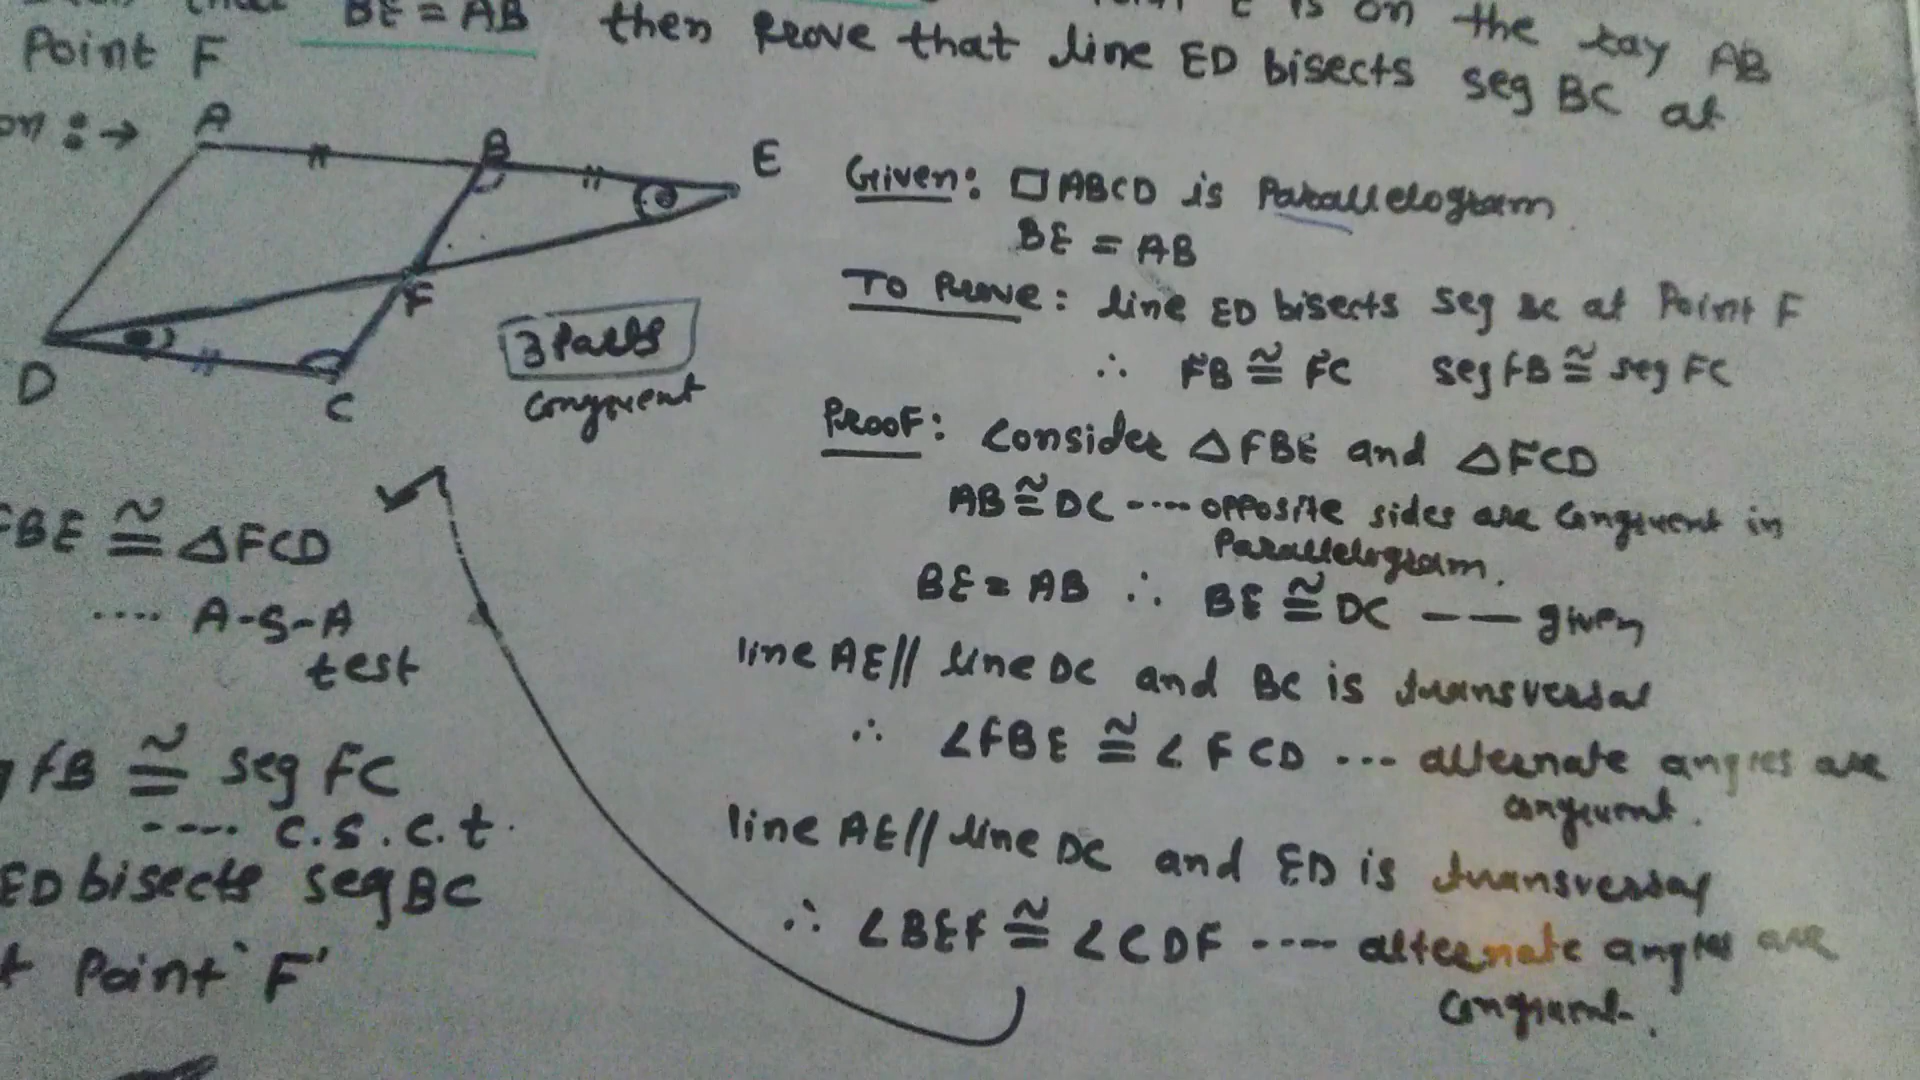 BE = AB then prove that line ED bisects seg BC at
E is on the ray AB
Point F
A
B
E
F
D
C
3 parts
congruent
Given: □ABCD is Parallelogram
BE = AB
To Prove: line ED bisects seg BC at Point F
∴ FB ≅ FC seg FB ≅ seg FC
Proof: Consider △FBE and △FCD
AB ≅ DC ---- opposite sides are congruent in
Parallelogram.
BE = AB ∴ BE ≅ DC —— given
line AE // line DC and BC is transversal
∴ ∠FBE ≅ ∠FCD --- alternate angles are
congruent.
line AE // line DC and ED is transversal
∴ ∠BEF ≅ ∠CDF ---- alternate angles are
congruent.
FBE ≅ △FCD
.... A-S-A
test
FB ≅ seg FC
---- C.S.C.t.
ED bisects seg BC
Point 'F'